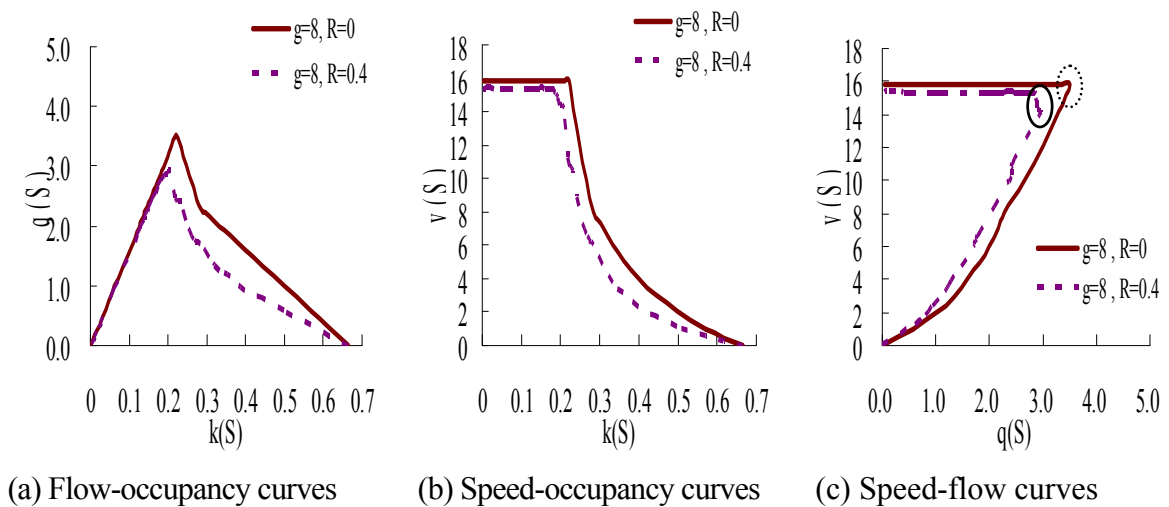 g=8, R=0
g=8 , R=0.4
5.0
4.0
3.0
2.0
1.0
0.0
q(S)
0 0.1 0.2 0.3 0.4 0.5 0.6 0.7
k(S)
(a) Flow-occupancy curves
g=8, R=0
g=8 , R=0.4
18
16
14
12
10
8
6
4
2
0
v(S)
0 0.1 0.2 0.3 0.4 0.5 0.6 0.7
k(S)
(b) Speed-occupancy curves
18
16
14
12
10
8
6
4
2
0
v(S)
g=8 , R=0
g=8 , R=0.4
0.0 1.0 2.0 3.0 4.0 5.0
q(S)
(c) Speed-flow curves